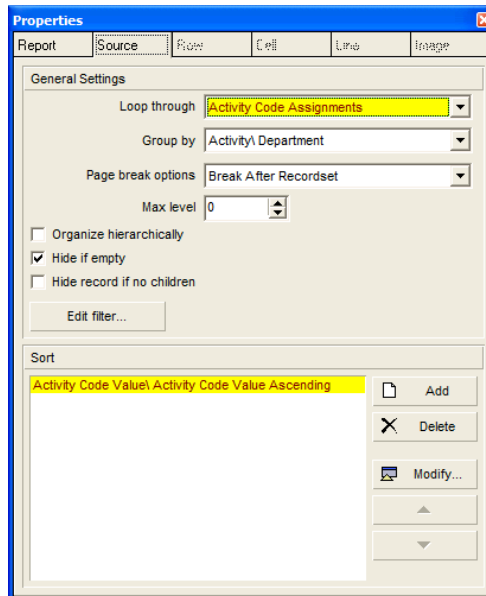 Properties
Report Source Row Cell Line Image
General Settings
Loop through Activity Code Assignments
Group by Activity\ Department
Page break options Break After Recordset
Max level 0
Organize hierarchically
Hide if empty
Hide record if no children
Edit filter...
Sort
Activity Code Value\ Activity Code Value Ascending
Add
Delete
Modify...